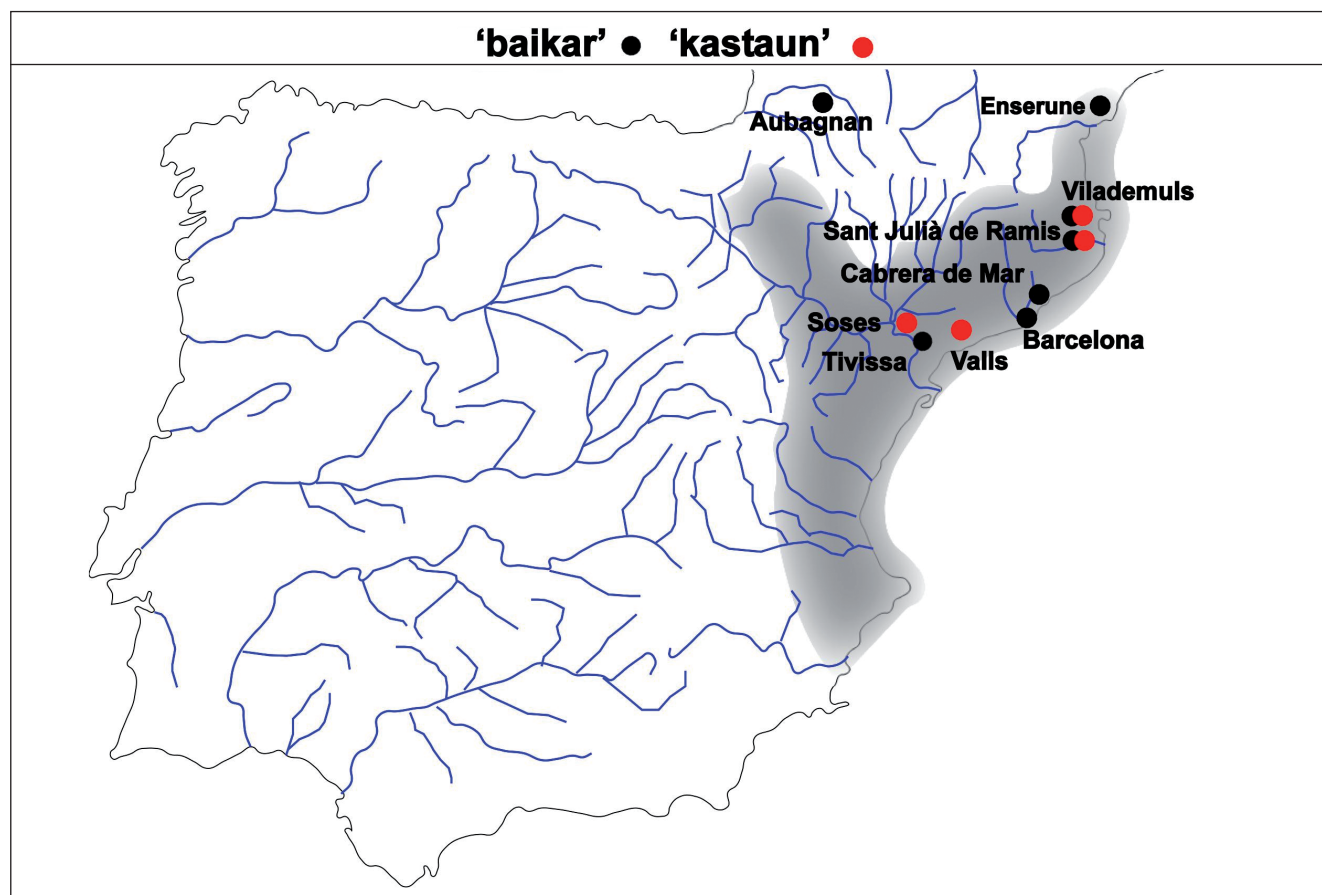 ‘baikar’ ‘kastaun’
Aubagnan
Enserune
Vilademuls
Sant Julià de Ramis
Cabrera de Mar
Soses
Barcelona
Tivissa
Valls